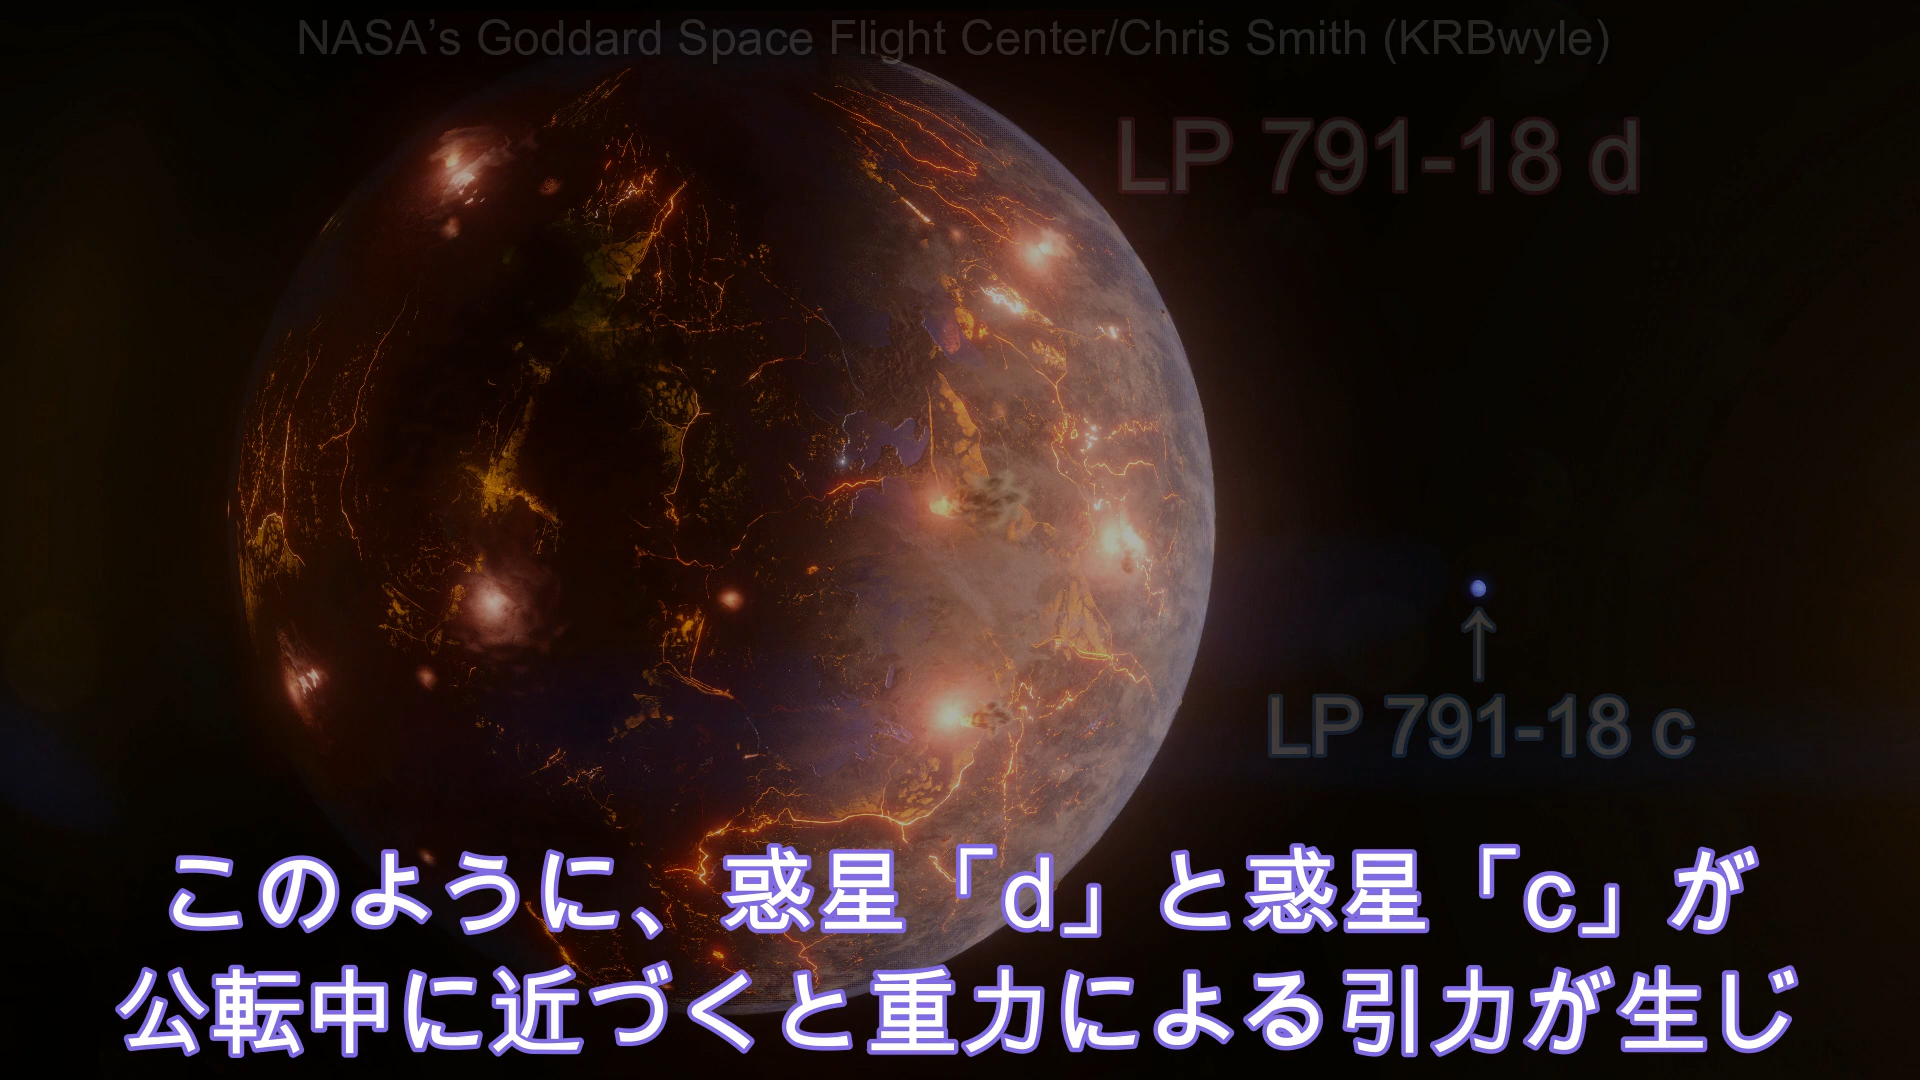 NASA’s Goddard Space Flight Center/Chris Smith (KRBwyle)
LP 791-18 d
↑
LP 791-18 c
このように、惑星「d」と惑星「c」が
公転中に近づくと重力による引力が生じ